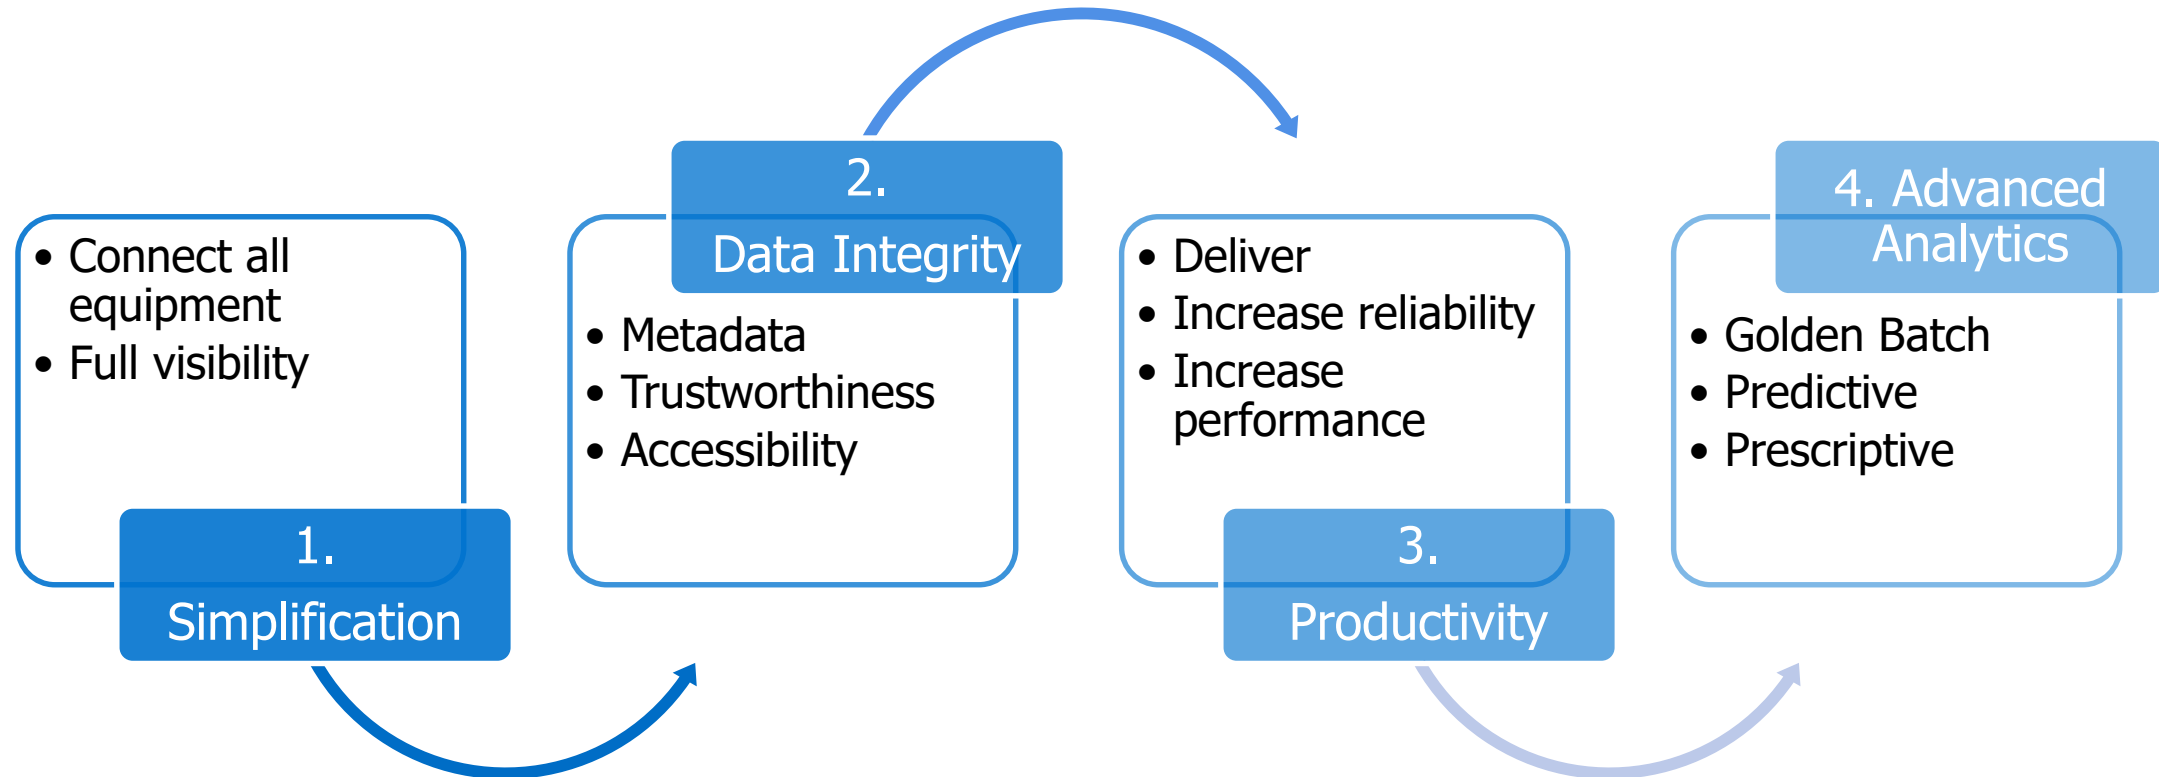 • Connect all
equipment
• Full visibility
1.
Simplification
2.
Data Integrity
• Metadata
• Trustworthiness
• Accessibility
• Deliver
• Increase reliability
• Increase
performance
3.
Productivity
4. Advanced
Analytics
• Golden Batch
• Predictive
• Prescriptive